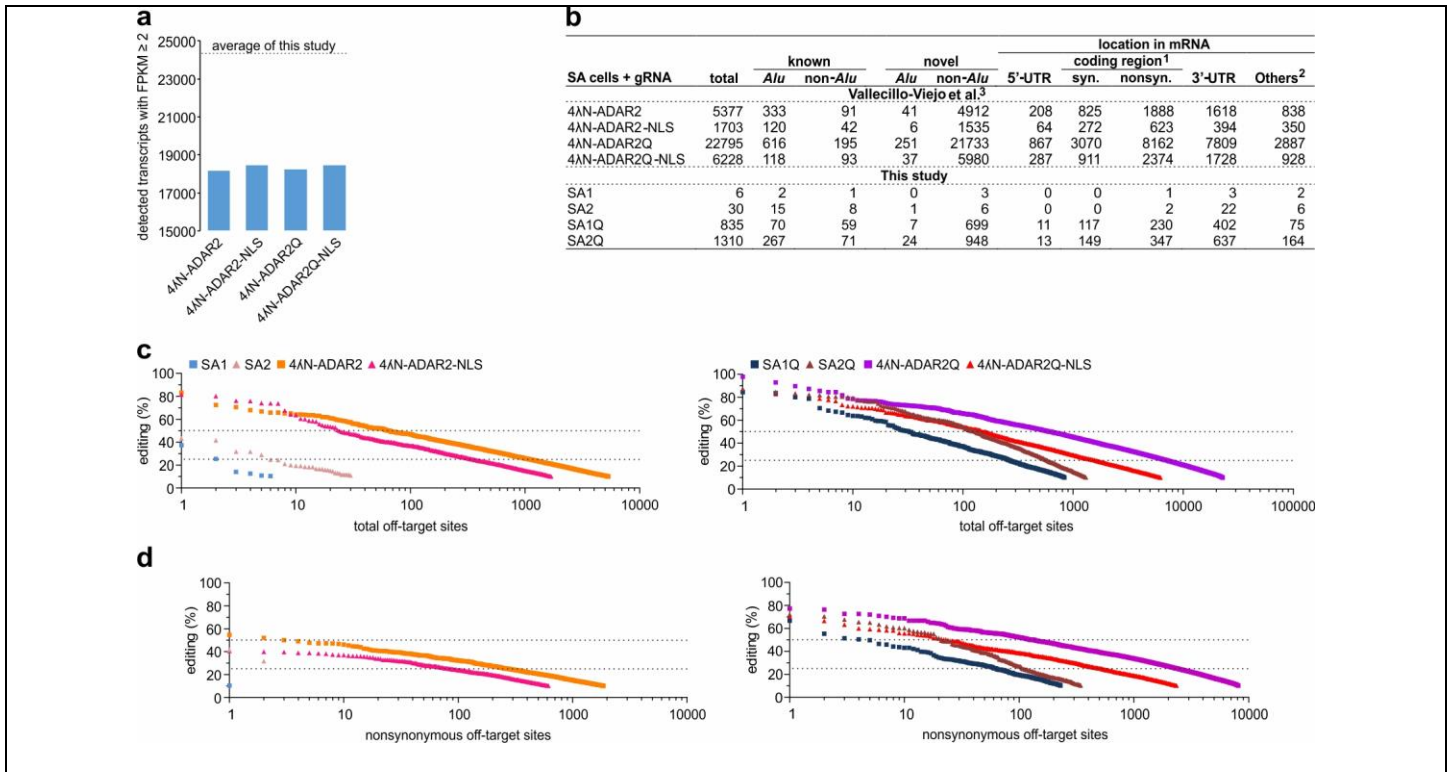 a
detected transcripts with FPKM ≥ 2
25000
23000
21000
19000
17000
15000
average of this study
4λN-ADAR2
4λN-ADAR2-NLS
4λN-ADAR2Q
4λN-ADAR2Q-NLS
b
location in mRNA
known novel coding region1
SA cells + gRNA total Alu non-Alu Alu non-Alu 5'-UTR syn. nonsyn. 3'-UTR Others2
Vallecillo-Viejo et al.3
4λN-ADAR2 5377 333 91 41 4912 208 825 1888 1618 838
4λN-ADAR2-NLS 1703 120 42 6 1535 64 272 623 394 350
4λN-ADAR2Q 22795 616 195 251 21733 867 3070 8162 7809 2887
4λN-ADAR2Q-NLS 6228 118 93 37 5980 287 911 2374 1728 928
This study
SA1 6 2 1 0 3 0 0 1 3 2
SA2 30 15 8 1 6 0 0 2 22 6
SA1Q 835 70 59 7 699 11 117 230 402 75
SA2Q 1310 267 71 24 948 13 149 347 637 164
c
SA1 SA2 4λN-ADAR2 4λN-ADAR2-NLS
editing (%)
100
80
60
40
20
0
1 10 100 1000 10000
total off-target sites
SA1Q SA2Q 4λN-ADAR2Q 4λN-ADAR2Q-NLS
editing (%)
100
80
60
40
20
0
1 10 100 1000 10000 100000
total off-target sites
d
editing (%)
100
80
60
40
20
0
1 10 100 1000 10000
nonsynonymous off-target sites
editing (%)
100
80
60
40
20
0
1 10 100 1000 10000
nonsynonymous off-target sites